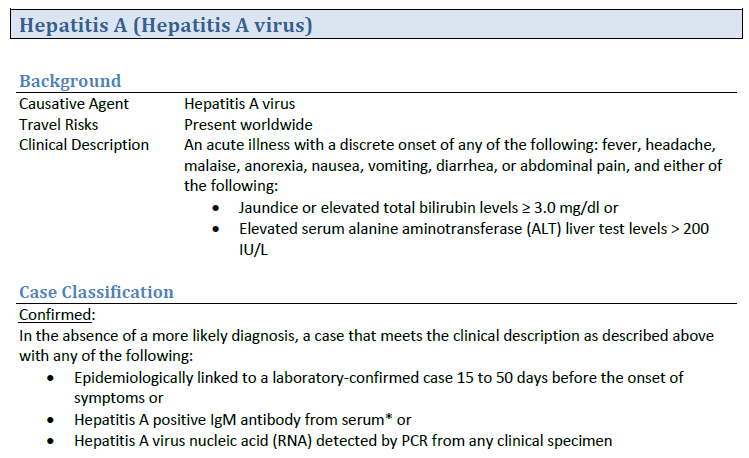 Hepatitis A (Hepatitis A virus)
Background
Causative Agent Hepatitis A virus
Travel Risks Present worldwide
Clinical Description An acute illness with a discrete onset of any of the following: fever, headache,
malaise, anorexia, nausea, vomiting, diarrhea, or abdominal pain, and either of
the following:
• Jaundice or elevated total bilirubin levels ≥ 3.0 mg/dl or
• Elevated serum alanine aminotransferase (ALT) liver test levels > 200
IU/L
Case Classification
Confirmed:
In the absence of a more likely diagnosis, a case that meets the clinical description as described above
with any of the following:
• Epidemiologically linked to a laboratory-confirmed case 15 to 50 days before the onset of
symptoms or
• Hepatitis A positive IgM antibody from serum* or
• Hepatitis A virus nucleic acid (RNA) detected by PCR from any clinical specimen